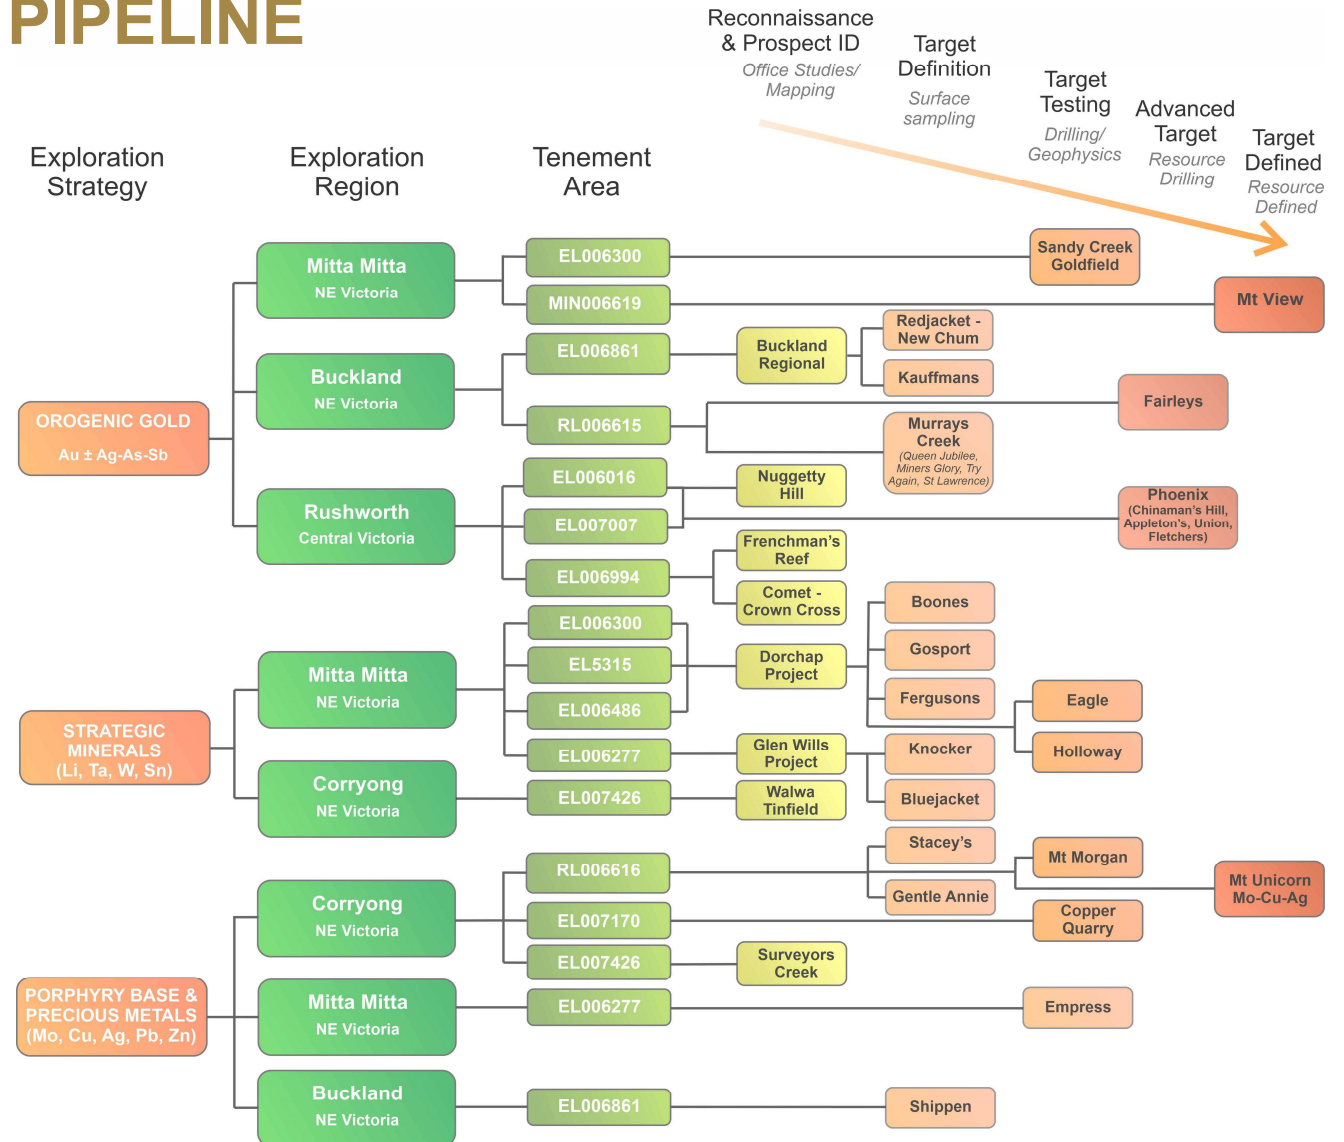 PIPELINE
Reconnaissance
& Prospect ID
Office Studies/
Mapping
Target
Definition
Surface
sampling
Target
Testing
Drilling/
Geophysics
Advanced
Target
Resource
Drilling
Target
Defined
Resource
Defined
Exploration
Strategy
Exploration
Region
Tenement
Area
OROGENIC GOLD
Au ± Ag-As-Sb
Mitta Mitta
NE Victoria
EL006300
Sandy Creek
Goldfield
MIN006619
Mt View
Buckland
NE Victoria
EL006861
Buckland
Regional
Redjacket -
New Chum
Kauffmans
RL006615
Fairleys
Murrays
Creek
(Queen Jubilee,
Miners Glory, Try
Again, St Lawrence)
Rushworth
Central Victoria
EL006016
EL007007
Nuggetty
Hill
Phoenix
(Chinaman's Hill,
Appleton's, Union,
Fletchers)
EL006994
Frenchman's
Reef
Comet -
Crown Cross
STRATEGIC
MINERALS
(Li, Ta, W, Sn)
Mitta Mitta
NE Victoria
EL006300
EL5315
EL006486
Dorchap
Project
Boones
Gosport
Fergusons
Eagle
Holloway
EL006277
Glen Wills
Project
Knocker
Bluejacket
Corryong
NE Victoria
EL007426
Walwa
Tinfield
PORPHYRY BASE &
PRECIOUS METALS
(Mo, Cu, Ag, Pb, Zn)
Corryong
NE Victoria
RL006616
Stacey's
Gentle Annie
Mt Morgan
Mt Unicorn
Mo-Cu-Ag
EL007170
Copper
Quarry
EL007426
Surveyors
Creek
Mitta Mitta
NE Victoria
EL006277
Empress
Buckland
NE Victoria
EL006861
Shippen